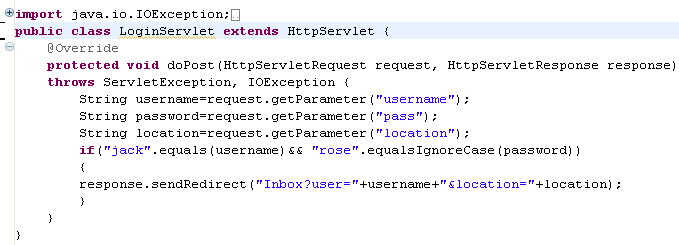 import java.io.IOException;
public class LoginServlet extends HttpServlet {
@Override
protected void doPost(HttpServletRequest request, HttpServletResponse response)
throws ServletException, IOException {
String username=request.getParameter("username");
String password=request.getParameter("pass");
String location=request.getParameter("location");
if("jack".equals(username)&& "rose".equalsIgnoreCase(password))
{
response.sendRedirect("Inbox?user="+username+"&location="+location);
}
}
}